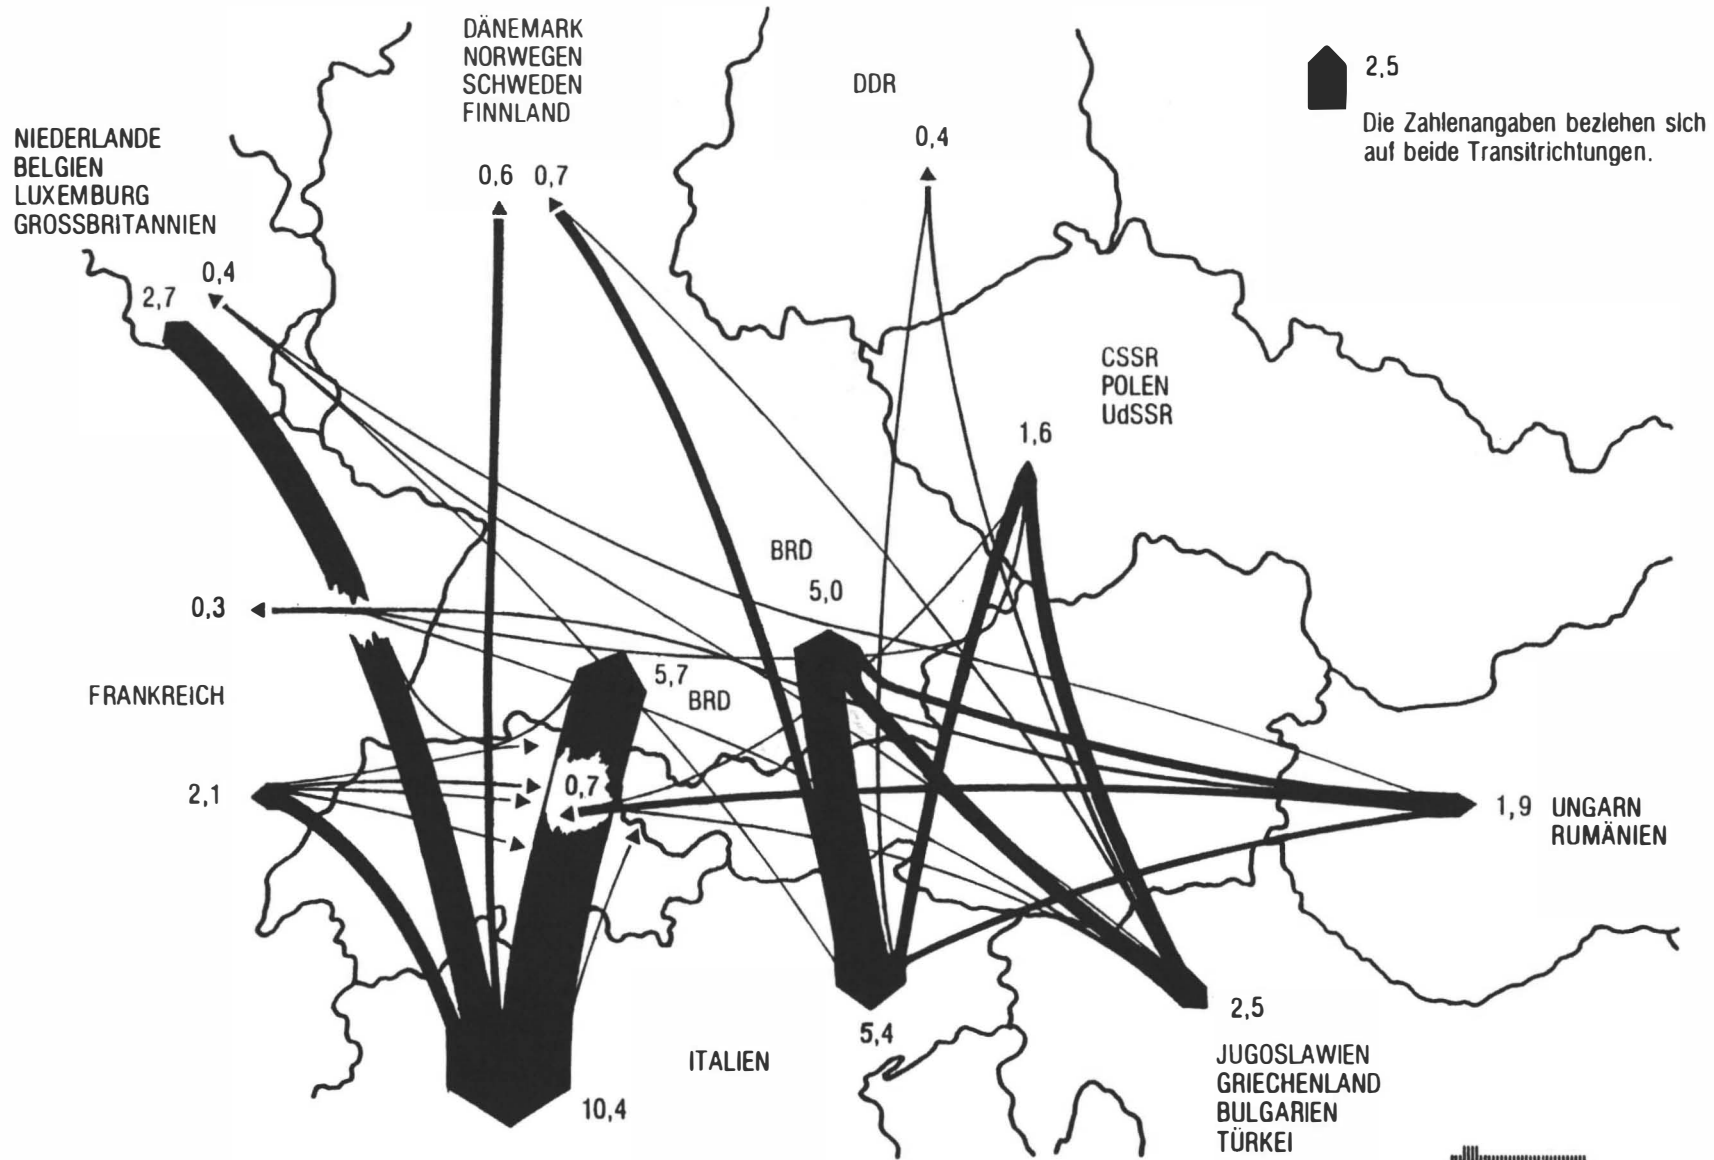 DÄNEMARK
NORWEGEN
SCHWEDEN
FINNLAND
0,6 0,7
DDR
0,4
2,5
Die Zahlenangaben beziehen sich
auf beide Transitrichtungen.
NIEDERLANDE
BELGIEN
LUXEMBURG
GROSSBRITANNIEN
2,7
0,4
CSSR
POLEN
UdSSR
1,6
BRD
5,0
0,3
FRANKREICH
5,7
BRD
2,1
0,7
1,9 UNGARN
RUMÄNIEN
5,4
2,5
ITALIEN
10,4
JUGOSLAWIEN
GRIECHENLAND
BULGARIEN
TÜRKEI